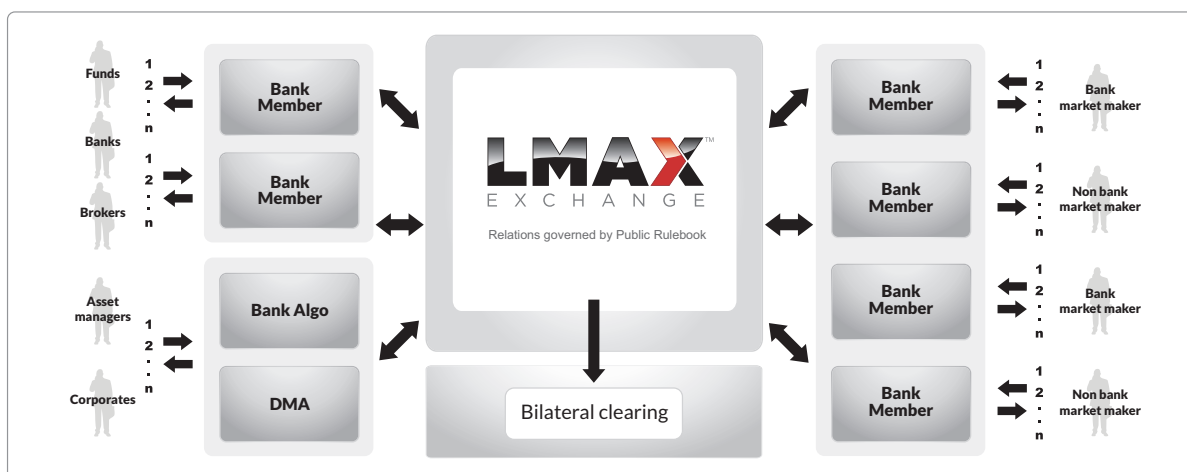 Funds
1
2
.
.
n
Banks
1
2
.
.
n
Brokers
Bank
Member
Bank
Member
Asset
managers
1
2
.
.
n
Corporates
Bank Algo
DMA
LMAX™
EXCHANGE
Relations governed by Public Rulebook
Bilateral clearing
Bank
Member
1
2
.
.
n
Bank
market maker
Bank
Member
1
2
.
.
n
Non bank
market maker
Bank
Member
1
2
.
.
n
Bank
market maker
Bank
Member
1
2
.
.
n
Non bank
market maker